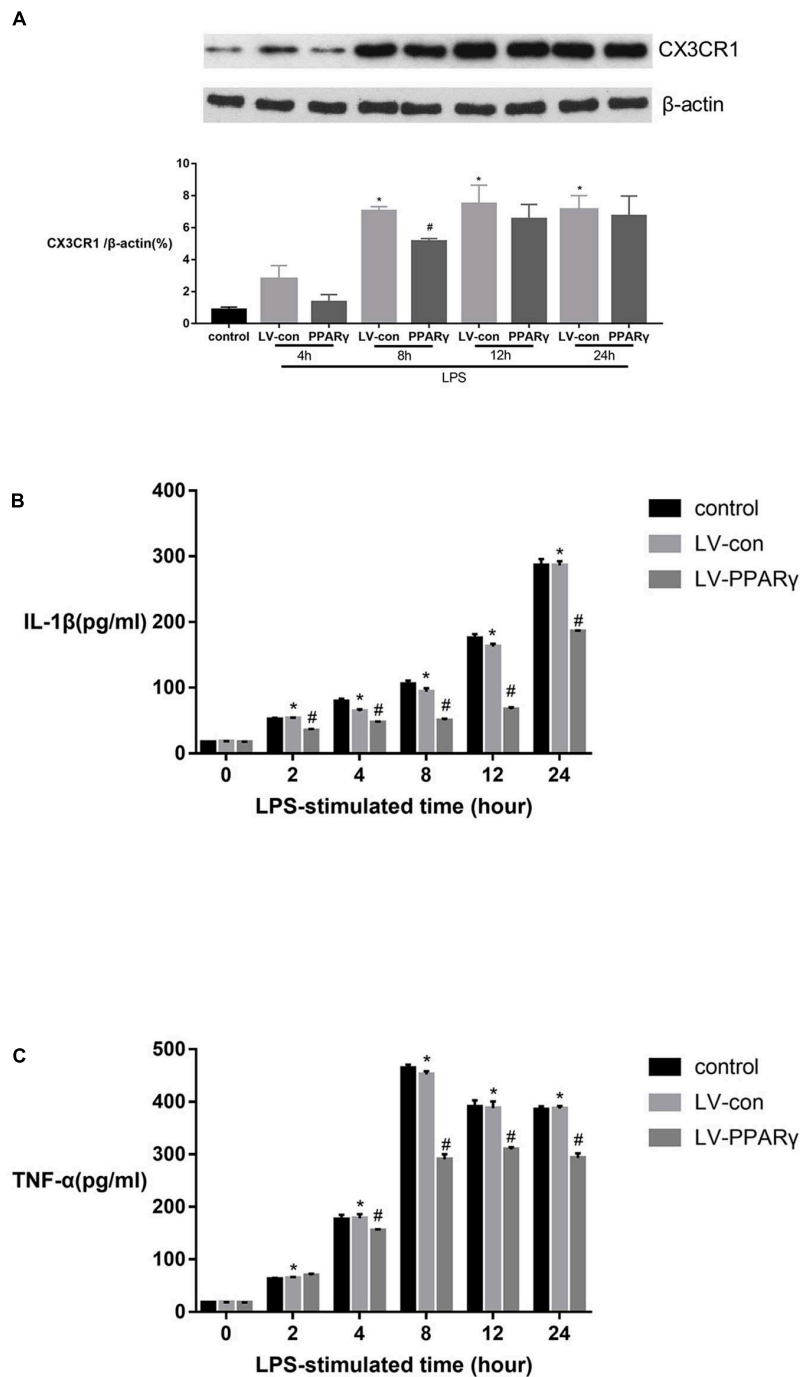 A
CX3CR1
β-actin
10
8
6
4
2
0
CX3CR1 /β-actin(%)
* # * *
control LV-con PPARγ LV-con PPARγ LV-con PPARγ LV-con PPARγ
4h 8h 12h 24h
LPS
B
400
300
200
100
0
IL-1β(pg/ml)
* # * # * # * # * #
control
LV-con
LV-PPARγ
0 2 4 8 12 24
LPS-stimulated time (hour)
C
500
400
300
200
100
0
TNF-α(pg/ml)
* * # * # * # * #
control
LV-con
LV-PPARγ
0 2 4 8 12 24
LPS-stimulated time (hour)